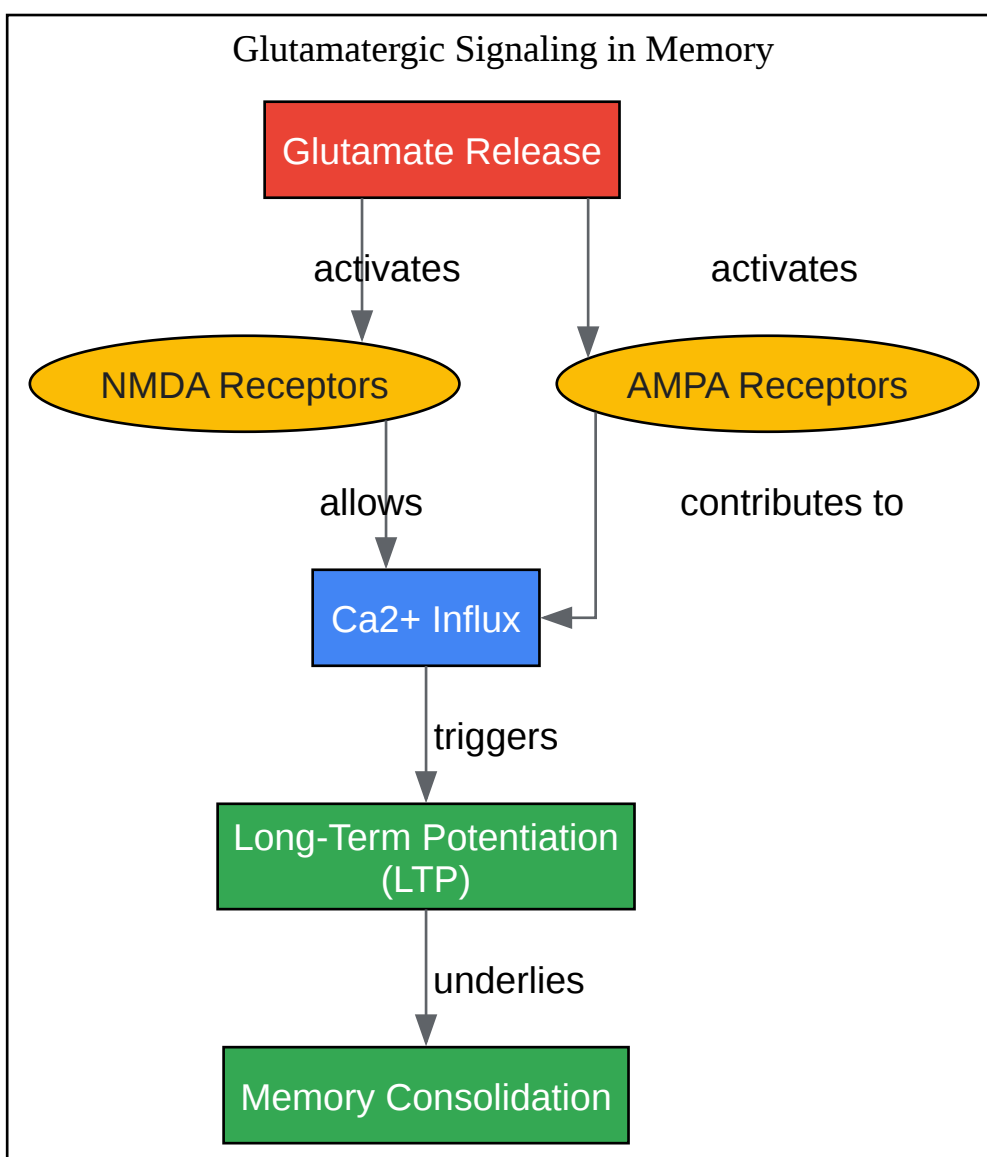 Glutamatergic Signaling in Memory
Glutamate Release
activates
activates
NMDA Receptors
AMPA Receptors
allows
contributes to
Ca2+ Influx
triggers
Long-Term Potentiation
(LTP)
underlies
Memory Consolidation